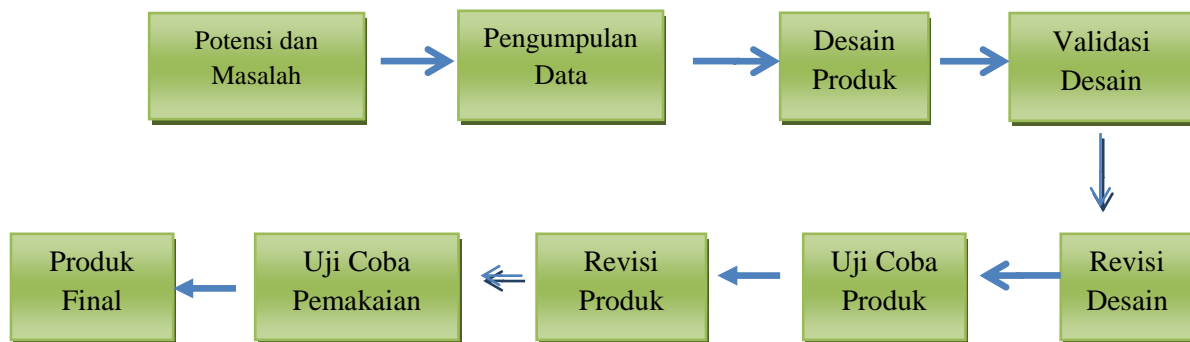 Potensi dan
Masalah
Pengumpulan
Data
Desain
Produk
Validasi
Desain
Produk
Final
Uji Coba
Pemakaian
Revisi
Produk
Uji Coba
Produk
Revisi
Desain